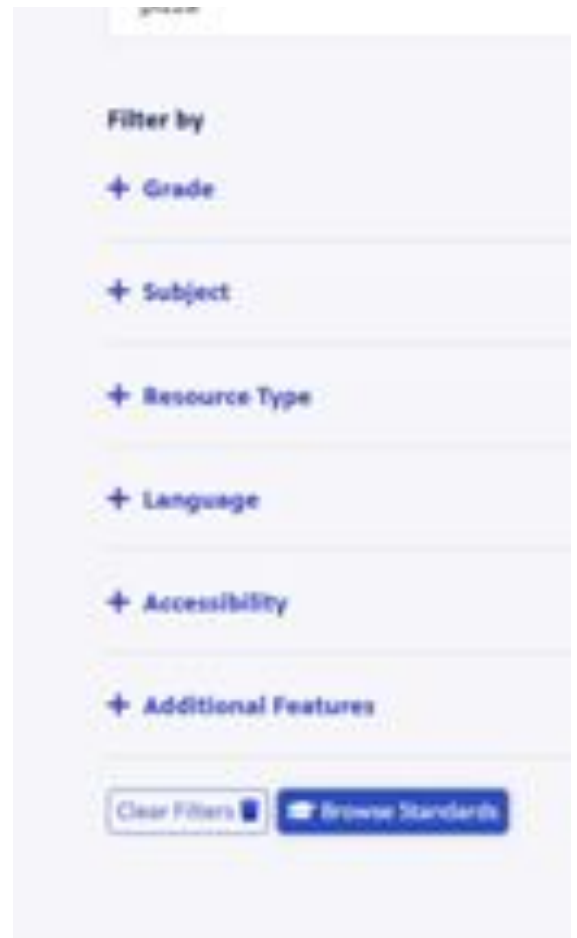 Filter by
+ Grade
+ Subject
+ Resource Type
+ Language
+ Accessibility
+ Additional Features
Clear Filters
Browse Standards